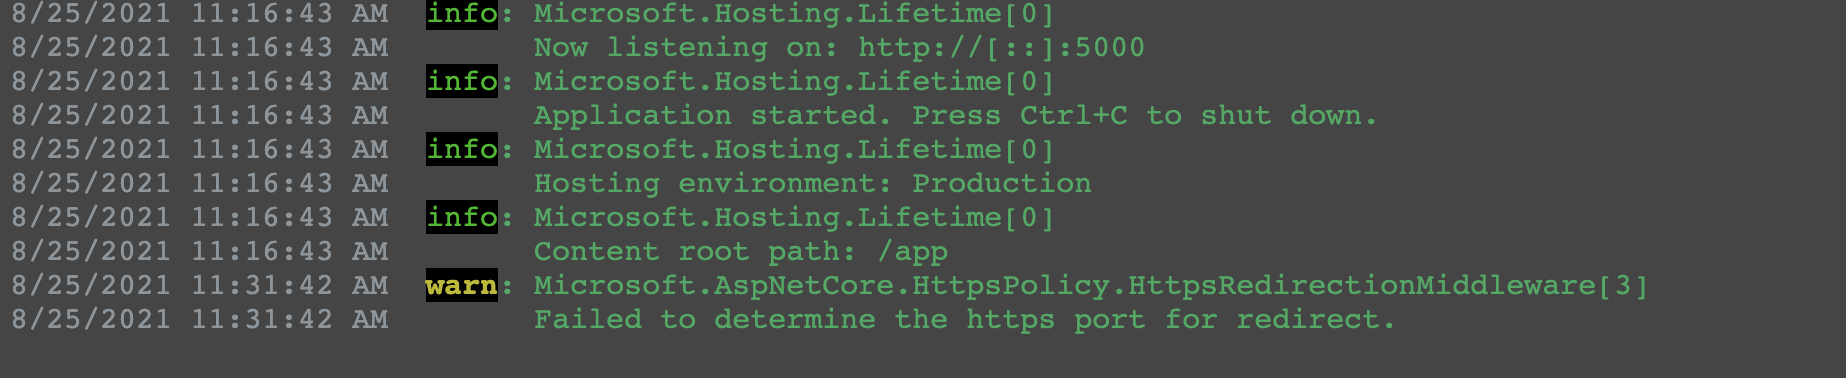 8/25/2021 11:16:43 AM info: Microsoft.Hosting.Lifetime[0]
8/25/2021 11:16:43 AM Now listening on: http://[::]:5000
8/25/2021 11:16:43 AM info: Microsoft.Hosting.Lifetime[0]
8/25/2021 11:16:43 AM Application started. Press Ctrl+C to shut down.
8/25/2021 11:16:43 AM info: Microsoft.Hosting.Lifetime[0]
8/25/2021 11:16:43 AM Hosting environment: Production
8/25/2021 11:16:43 AM info: Microsoft.Hosting.Lifetime[0]
8/25/2021 11:16:43 AM Content root path: /app
8/25/2021 11:31:42 AM warn: Microsoft.AspNetCore.HttpsPolicy.HttpsRedirectionMiddleware[3]
8/25/2021 11:31:42 AM Failed to determine the https port for redirect.